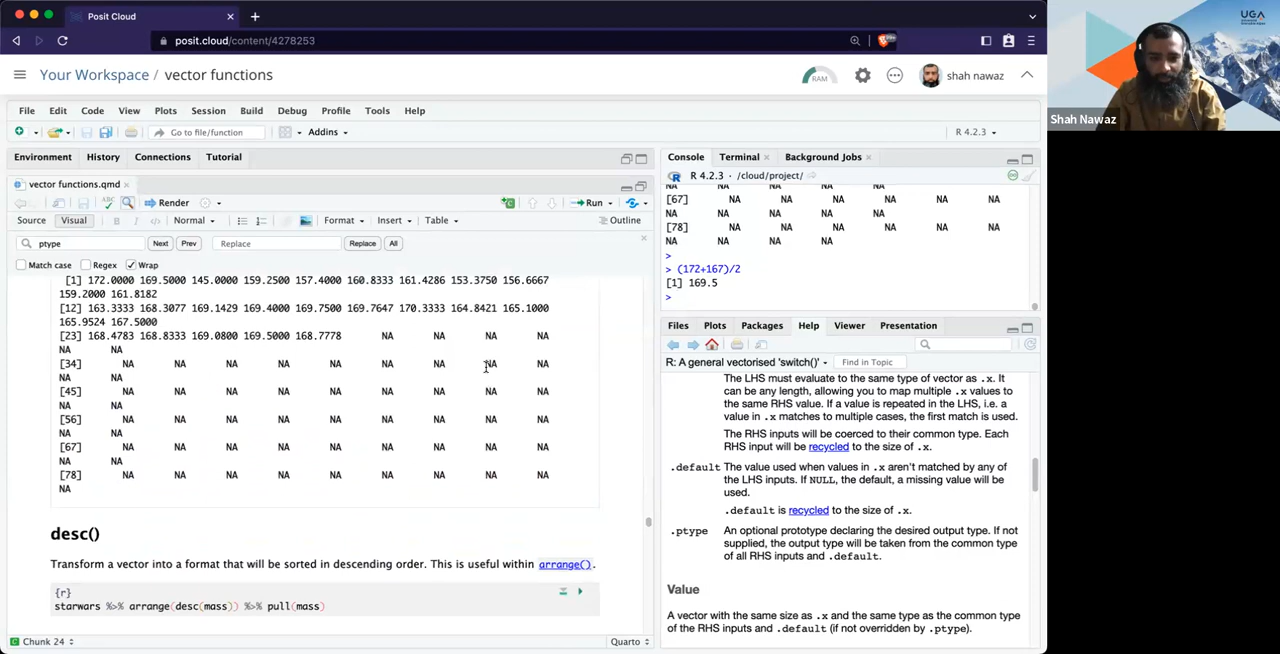 Posit Cloud
posit.cloud/content/4278253
Your Workspace / vector functions
RAM
shah nawaz
File Edit Code View Plots Session Build Debug Profile Tools Help
Go to file/function
Addins
R 4.2.3
Environment History Connections Tutorial
vector functions.qmd
Render
Run
Source Visual B I </> Normal Format Insert Table Outline
ptype
Next Prev
Replace
Replace All
Match case Regex Wrap
[1] 172.0000 169.5000 145.0000 159.2500 157.4000 160.8333 161.4286 153.3750 156.6667
159.2000 161.8182
[12] 163.3333 168.3077 169.1429 169.4000 169.7500 169.7647 170.3333 164.8421 165.1000
165.9524 167.5000
[23] 168.4783 168.8333 169.0800 169.5000 168.7778 NA NA NA NA
NA NA
[34] NA NA NA NA NA NA NA NA NA
NA NA
[45] NA NA NA NA NA NA NA NA NA
NA NA
[56] NA NA NA NA NA NA NA NA NA
NA NA
[67] NA NA NA NA NA NA NA NA NA
NA NA
[78] NA NA NA NA NA NA NA NA NA
NA
desc()
Transform a vector into a format that will be sorted in descending order. This is useful within arrange().
{r}
starwars %>% arrange(desc(mass)) %>% pull(mass)
Chunk 24
Quarto
Console Terminal Background Jobs
R 4.2.3 · /cloud/project/
NA NA NA NA NA
[67] NA NA NA NA NA NA
NA NA NA NA
[78] NA NA NA NA NA NA
NA NA NA NA
>
> (172+167)/2
[1] 169.5
>
Files Plots Packages Help Viewer Presentation
R: A general vectorised 'switch()'
Find in Topic
The LHS must evaluate to the same type of vector as .x. It
can be any length, allowing you to map multiple .x values to
the same RHS value. If a value is repeated in the LHS, i.e. a
value in .x matches to multiple cases, the first match is used.
The RHS inputs will be coerced to their common type. Each
RHS input will be recycled to the size of .x.
.default The value used when values in .x aren't matched by any of
the LHS inputs. If NULL, the default, a missing value will be
used.
.default is recycled to the size of .x.
.ptype An optional prototype declaring the desired output type. If not
supplied, the output type will be taken from the common type
of all RHS inputs and .default.
Value
A vector with the same size as .x and the same type as the common type
of the RHS inputs and .default (if not overridden by .ptype).
UGA
Shah Nawaz